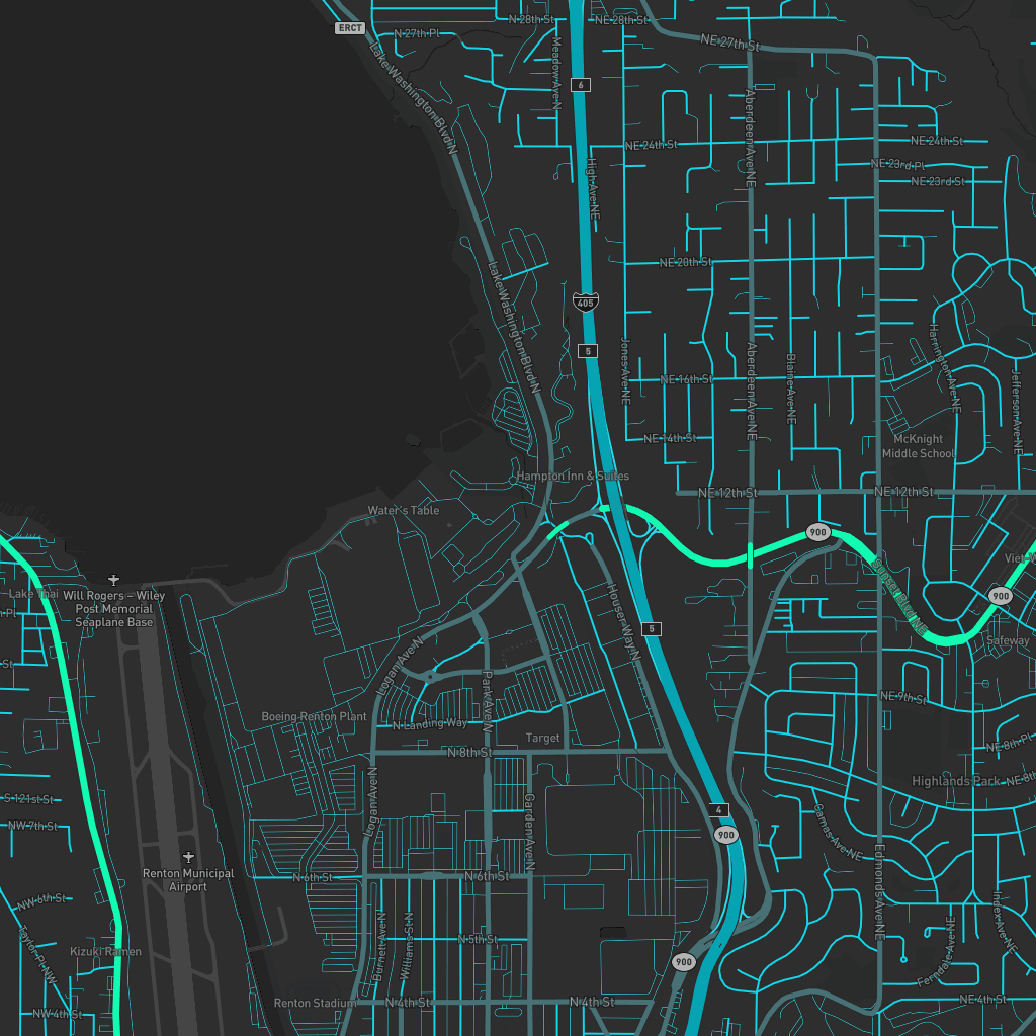 N 28th St
NE 28th St
ERCT
N 27th Pl
NE 27th St
Lake Washington Blvd N
Meadow Ave N
6
Aberdeen Ave NE
NE 24th St
NE 24th St
High Ave NE
NE 23rd Pl
NE 23rd St
NE 20th St
Lake Washington Blvd N
405
5
Jones Ave NE
Aberdeen Ave NE
Blaine Ave NE
Harrington Ave NE
Jefferson Ave NE
NE 16th St
NE 14th St
McKnight
Middle School
Hampton Inn & Suites
NE 12th St
NE 12th St
Water's Table
900
Sunset Blvd NE
900
Lake Thai
Will Rogers – Wiley
Post Memorial
Seaplane Base
Houser Way N
5
Safeway
Logan Ave N
Park Ave N
NE 9th St
Boeing Renton Plant
N Landing Way
Target
N 8th St
NE 8th Pl
Highlands Park
NE 8th
S 121st St
Logan Ave N
Garden Ave N
4
900
NW 7th St
Camas Ave NE
Edmonds Ave NE
Renton Municipal
Airport
N 6th St
N 6th St
NW 6th St
Taylor Pl NW
Burnett Ave N
Williams St N
N 5th St
Index Ave NE
Ferndale Ave NE
Kizuki Ramen
900
Renton Stadium
N 4th St
N 4th St
NE 4th St
NW 4th St